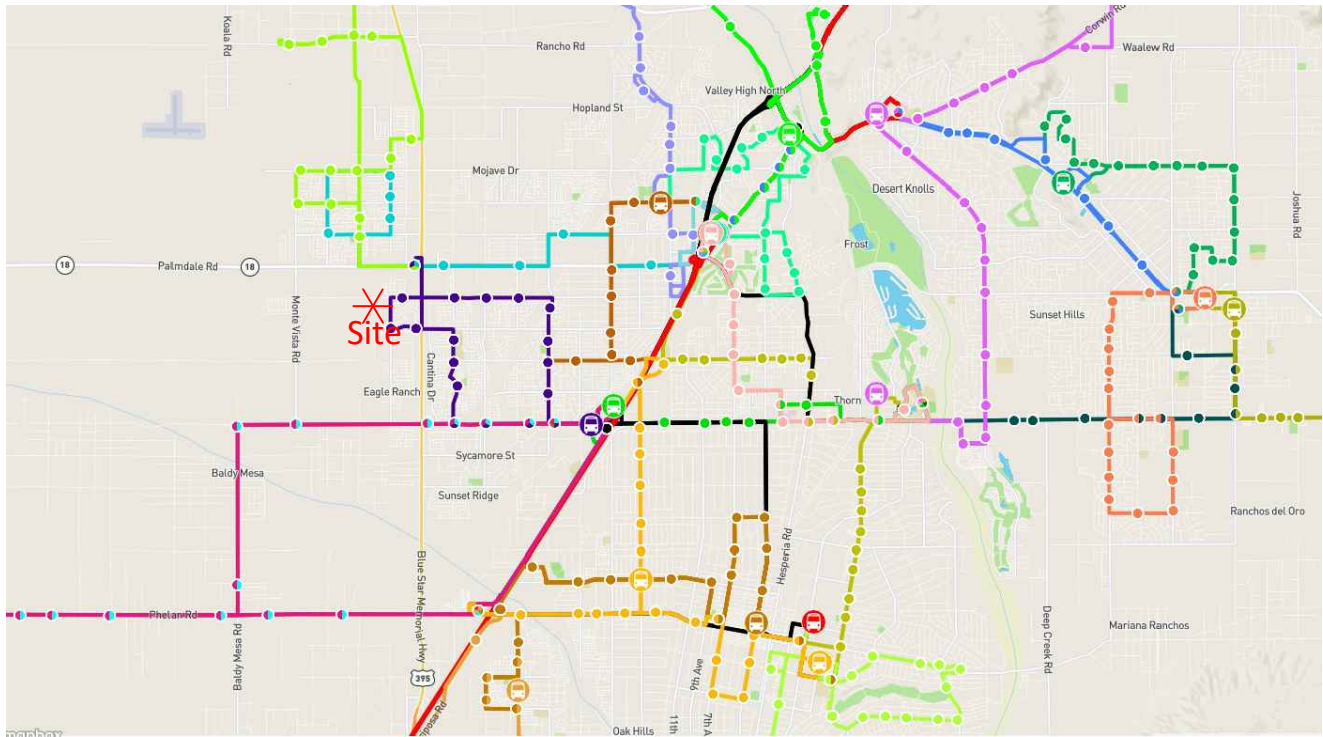 Koala Rd
Corwin Rd
Rancho Rd
Waalew Rd
Valley High North
Hopland St
Mojave Dr
Desert Knolls
Joshua Rd
Frost
18
Palmdale Rd
18
Monte Vista Rd
Site
Sunset Hills
Cantina Dr
Eagle Ranch
Thorn
Sycamore St
Baldy Mesa
Sunset Ridge
Ranchos del Oro
Hesperia Rd
Blue Star Memorial Hwy
Phelan Rd
Baldy Mesa Rd
Deep Creek Rd
Mariana Ranchos
395
9th Ave
11th
7th A
riposa Rd
Oak Hills
mapbox